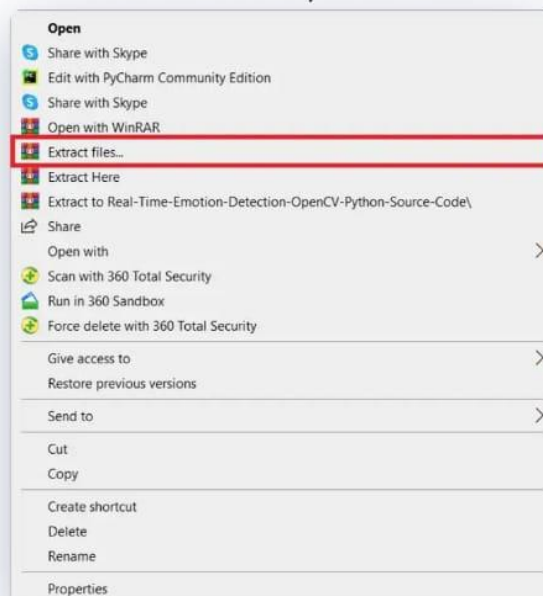 Open
Share with Skype
Edit with PyCharm Community Edition
Share with Skype
Open with WinRAR
Extract files...
Extract Here
Extract to Real-Time-Emotion-Detection-OpenCV-Python-Source-Code\
Share
Open with
Scan with 360 Total Security
Run in 360 Sandbox
Force delete with 360 Total Security
Give access to
Restore previous versions
Send to
Cut
Copy
Create shortcut
Delete
Rename
Properties